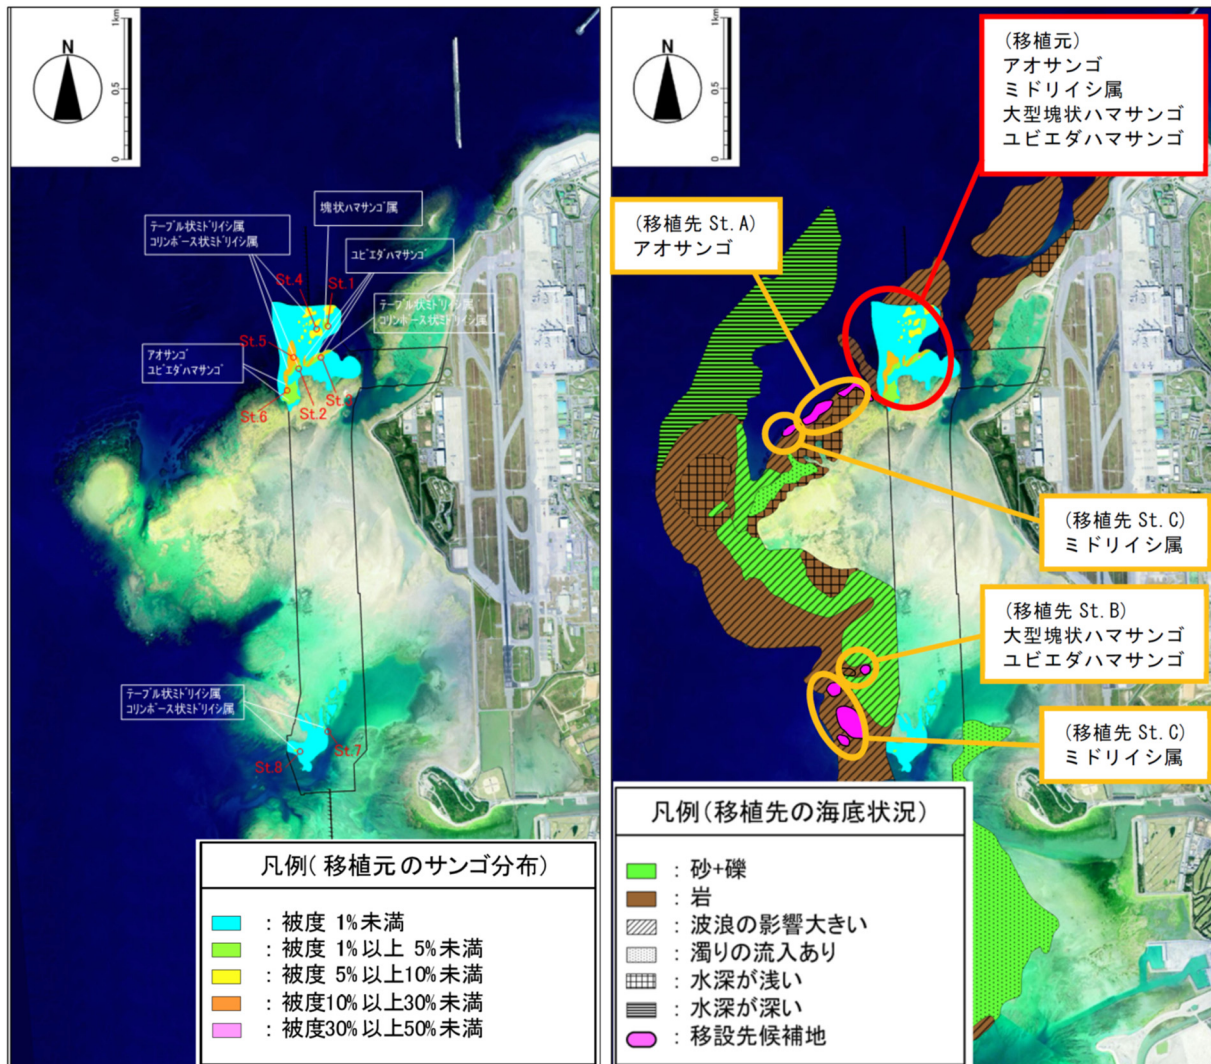 N
1km
0.5
0
塊状ハマサンゴ属
テーブル状ミドリイシ属
コリンボース状ミドリイシ属
ユビエダハマサンゴ
St.4
St.1
テーブル状ミドリイシ属
コリンボース状ミドリイシ属
アオサンゴ
ユビエダハマサンゴ
St.5
St.3
St.6
St.2
テーブル状ミドリイシ属
コリンボース状ミドリイシ属
St.7
St.8
凡例(移植元のサンゴ分布)
：被度 1%未満
：被度 1%以上 5%未満
：被度 5%以上10%未満
：被度10%以上30%未満
：被度30%以上50%未満
N
1km
0.5
0
(移植元)
アオサンゴ
ミドリイシ属
大型塊状ハマサンゴ
ユビエダハマサンゴ
(移植先 St.A)
アオサンゴ
(移植先 St.C)
ミドリイシ属
(移植先 St.B)
大型塊状ハマサンゴ
ユビエダハマサンゴ
(移植先 St.C)
ミドリイシ属
凡例(移植先の海底状況)
：砂+礫
：岩
：波浪の影響大きい
：濁りの流入あり
：水深が浅い
：水深が深い
：移設先候補地